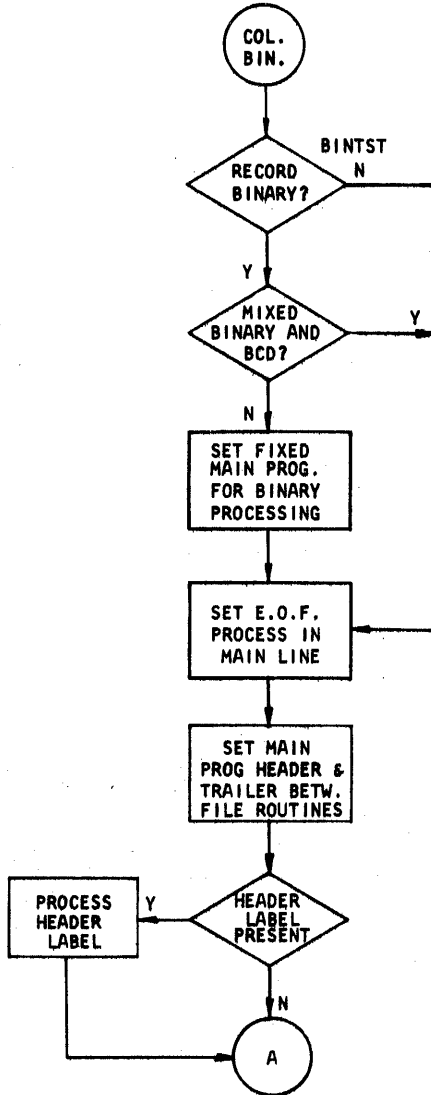 COL.
BIN.
BINTST
N
RECORD
BINARY?
Y
MIXED
BINARY AND
BCD?
Y
N
SET FIXED
MAIN PROG.
FOR BINARY
PROCESSING
SET E.O.F.
PROCESS IN
MAIN LINE
SET MAIN
PROG HEADER &
TRAILER BETW.
FILE ROUTINES
PROCESS
HEADER
LABEL
Y
HEADER
LABEL
PRESENT
N
A